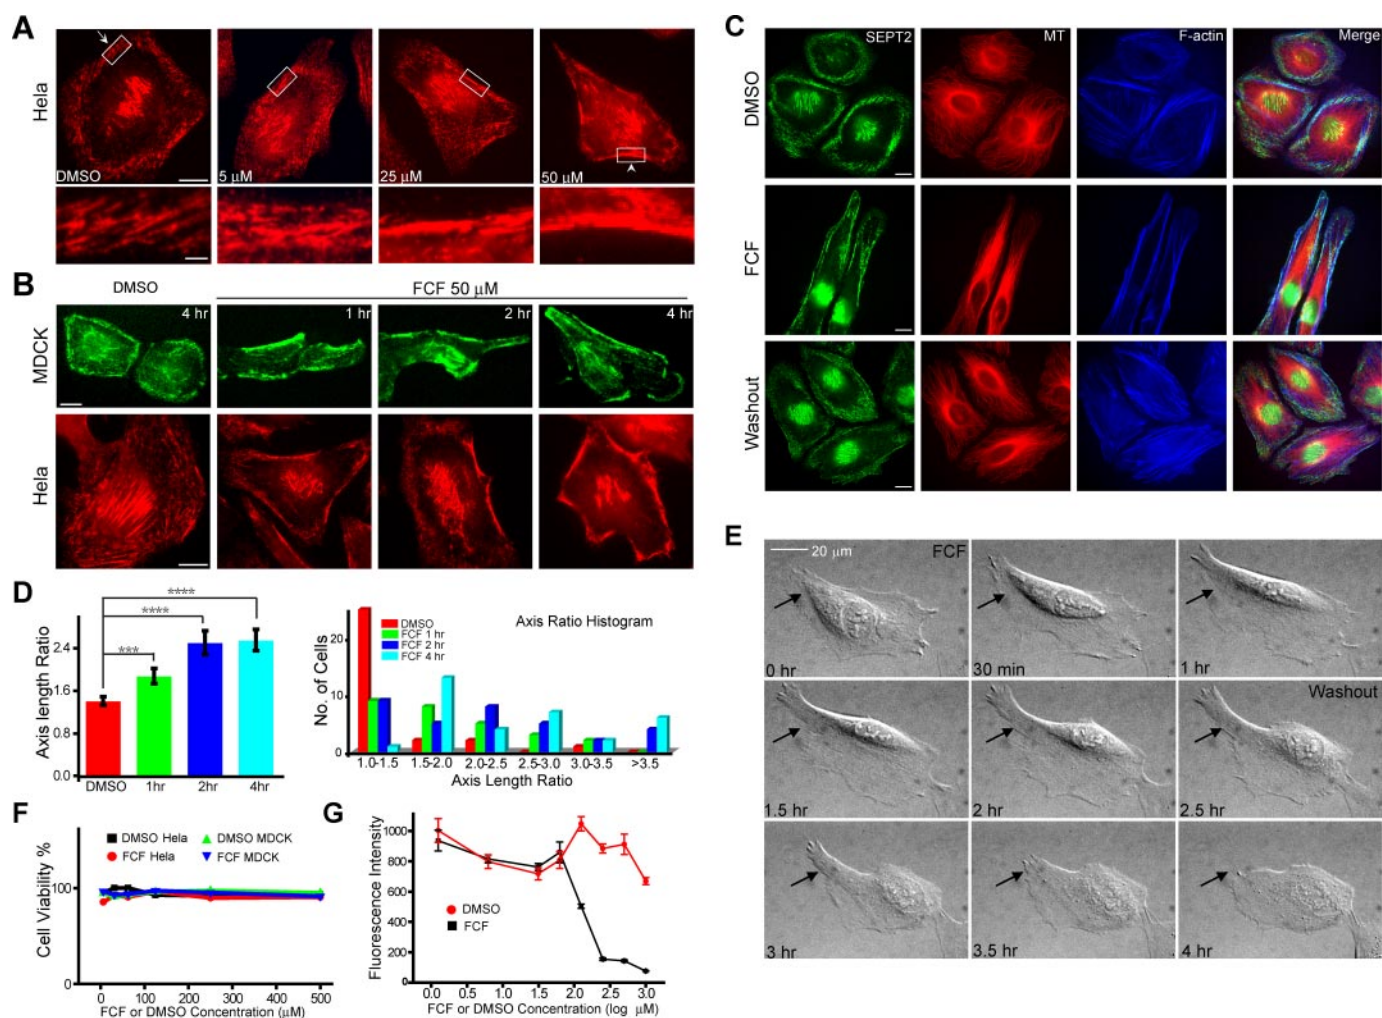 A
Hela
DMSO
5 μM
25 μM
50 μM
B
DMSO
FCF 50 μM
MDCK
4 hr
1 hr
2 hr
4 hr
Hela
C
SEPT2
MT
F-actin
Merge
DMSO
FCF
Washout
D
Axis length Ratio
2.4
1.6
0.8
0.0
****
****
***
DMSO
1hr
2hr
4hr
No. of Cells
20
10
0
DMSO
FCF 1 hr
FCF 2 hr
FCF 4 hr
Axis Ratio Histogram
1.0-1.5
1.5-2.0
2.0-2.5
2.5-3.0
3.0-3.5
>3.5
Axis Length Ratio
E
20 μm
FCF
0 hr
30 min
1 hr
Washout
1.5 hr
2 hr
2.5 hr
3 hr
3.5 hr
4 hr
F
DMSO Hela
DMSO MDCK
FCF Hela
FCF MDCK
Cell Viability %
100
0
0 100 200 300 400 500
FCF or DMSO Concentration (μM)
G
Fluorescence Intensity
1000
800
600
400
200
0
DMSO
FCF
0.0 0.5 1.0 1.5 2.0 2.5 3.0
FCF or DMSO Concentration (log μM)